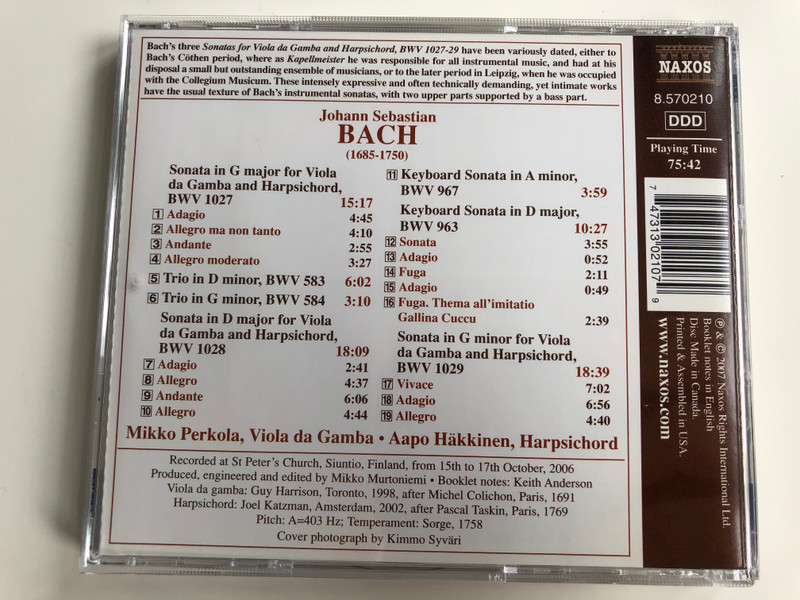 Bach's three Sonatas for Viola da Gamba and Harpsichord, BWV 1027-29 have been variously dated, either to
Bach's Cöthen period, where as Kapellmeister he was responsible for all instrumental music, and had at his
disposal a small but outstanding ensemble of musicians, or to the later period in Leipzig, when he was occupied
with the Collegium Musicum. These intensely expressive and often technically demanding, yet intimate works
have the usual texture of Bach's instrumental sonatas, with two upper parts supported by a bass part.
Johann Sebastian
BACH
(1685-1750)
Sonata in G major for Viola
da Gamba and Harpsichord,
BWV 1027 15:17
1 Adagio 4:45
2 Allegro ma non tanto 4:10
3 Andante 2:55
4 Allegro moderato 3:27
5 Trio in D minor, BWV 583 6:02
6 Trio in G minor, BWV 584 3:10
Sonata in D major for Viola
da Gamba and Harpsichord,
BWV 1028 18:09
7 Adagio 2:41
8 Allegro 4:37
9 Andante 6:06
10 Allegro 4:44
11 Keyboard Sonata in A minor,
BWV 967 3:59
Keyboard Sonata in D major,
BWV 963 10:27
12 Sonata 3:55
13 Adagio 0:52
14 Fuga 2:11
15 Adagio 0:49
16 Fuga. Thema all'imitatio
Gallina Cuccu 2:39
Sonata in G minor for Viola
da Gamba and Harpsichord,
BWV 1029 18:39
17 Vivace 7:02
18 Adagio 6:56
19 Allegro 4:40
Mikko Perkola, Viola da Gamba • Aapo Häkkinen, Harpsichord
Recorded at St Peter's Church, Siuntio, Finland, from 15th to 17th October, 2006
Produced, engineered and edited by Mikko Murtoniemi • Booklet notes: Keith Anderson
Viola da gamba: Guy Harrison, Toronto, 1998, after Michel Colichon, Paris, 1691
Harpsichord: Joel Katzman, Amsterdam, 2002, after Pascal Taskin, Paris, 1769
Pitch: A=403 Hz; Temperament: Sorge, 1758
Cover photograph by Kimmo Syväri
NAXOS
8.570210
DDD
Playing Time
75:42
7 47313 02107 9
℗ & © 2007 Naxos Rights International Ltd.
Booklet notes in English
Disc Made in Canada.
Printed & Assembled in USA.
www.naxos.com